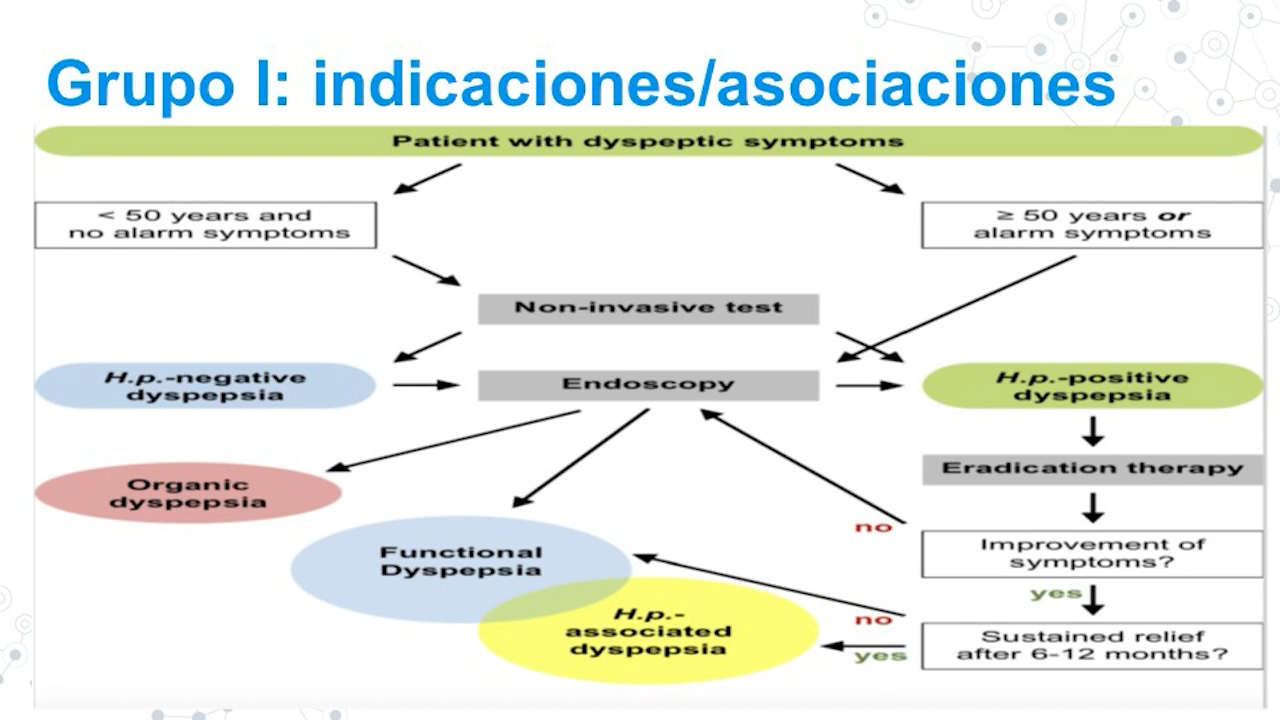 Grupo I: indicaciones/asociaciones
Patient with dyspeptic symptoms
< 50 years and
no alarm symptoms
≥ 50 years or
alarm symptoms
Non-invasive test
H.p.-negative
dyspepsia
Endoscopy
H.p.-positive
dyspepsia
Eradication therapy
Organic
dyspepsia
no
Improvement of
symptoms?
Functional
Dyspepsia
yes
H.p.-
associated
dyspepsia
no
yes
Sustained relief
after 6-12 months?